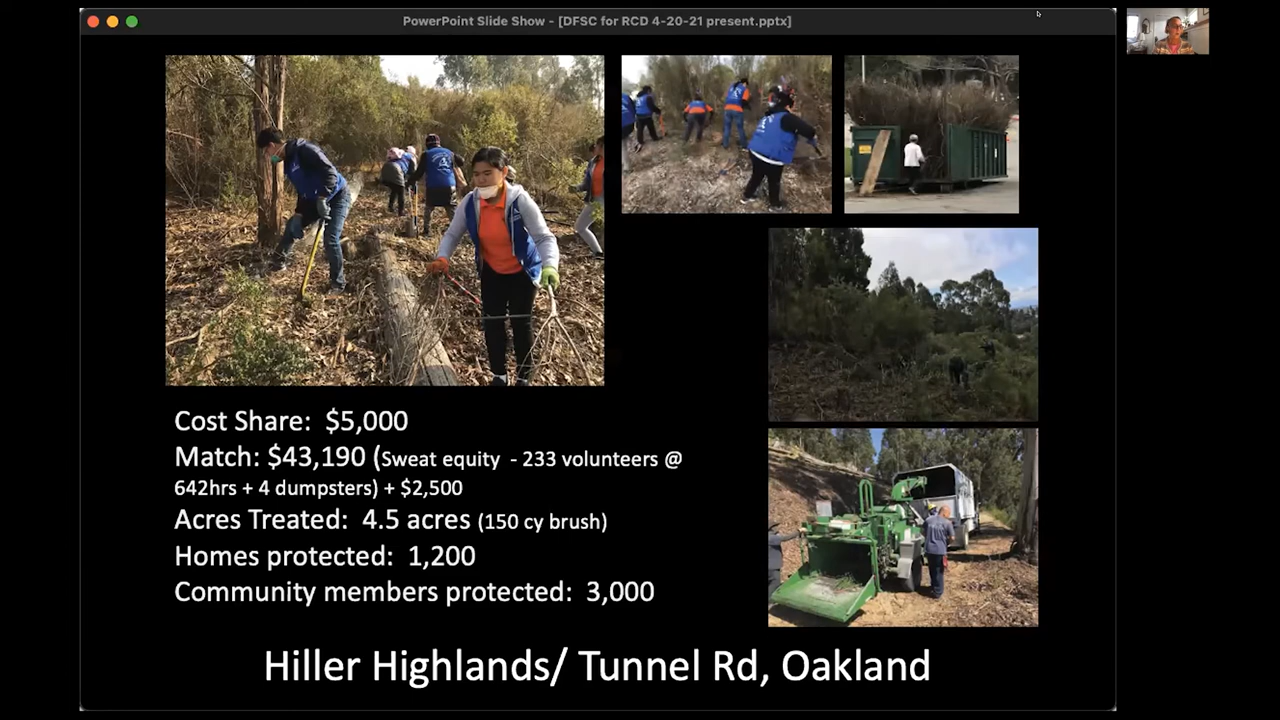 PowerPoint Slide Show - [DFSC for RCD 4-20-21 present.pptx]
Cost Share:  $5,000
Match: $43,190 (Sweat equity  - 233 volunteers @
642hrs + 4 dumpsters) + $2,500
Acres Treated:  4.5 acres (150 cy brush)
Homes protected:  1,200
Community members protected:  3,000
Hiller Highlands/ Tunnel Rd, Oakland